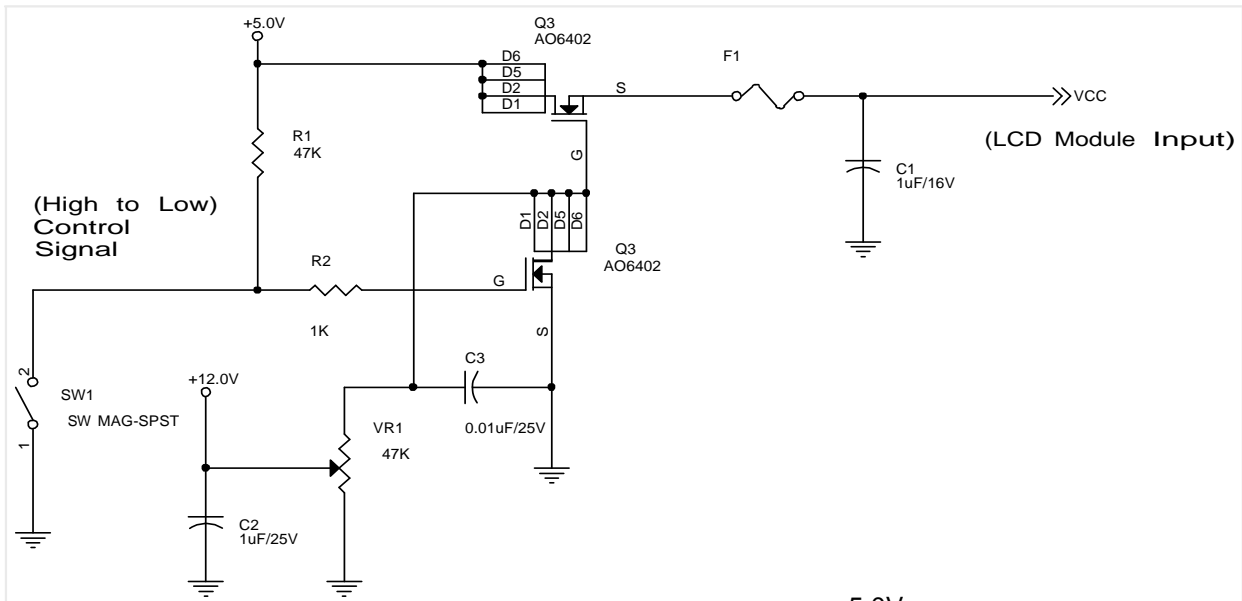 +5.0V
Q3
AO6402
D6
D5
D2
D1
S
G
F1
VCC
(LCD Module Input)
C1
1uF/16V
R1
47K
(High to Low)
Control
Signal
D1
D2
D5
D6
Q3
AO6402
R2
1K
G
S
2
SW1
SW MAG-SPST
1
+12.0V
C3
0.01uF/25V
VR1
47K
C2
1uF/25V